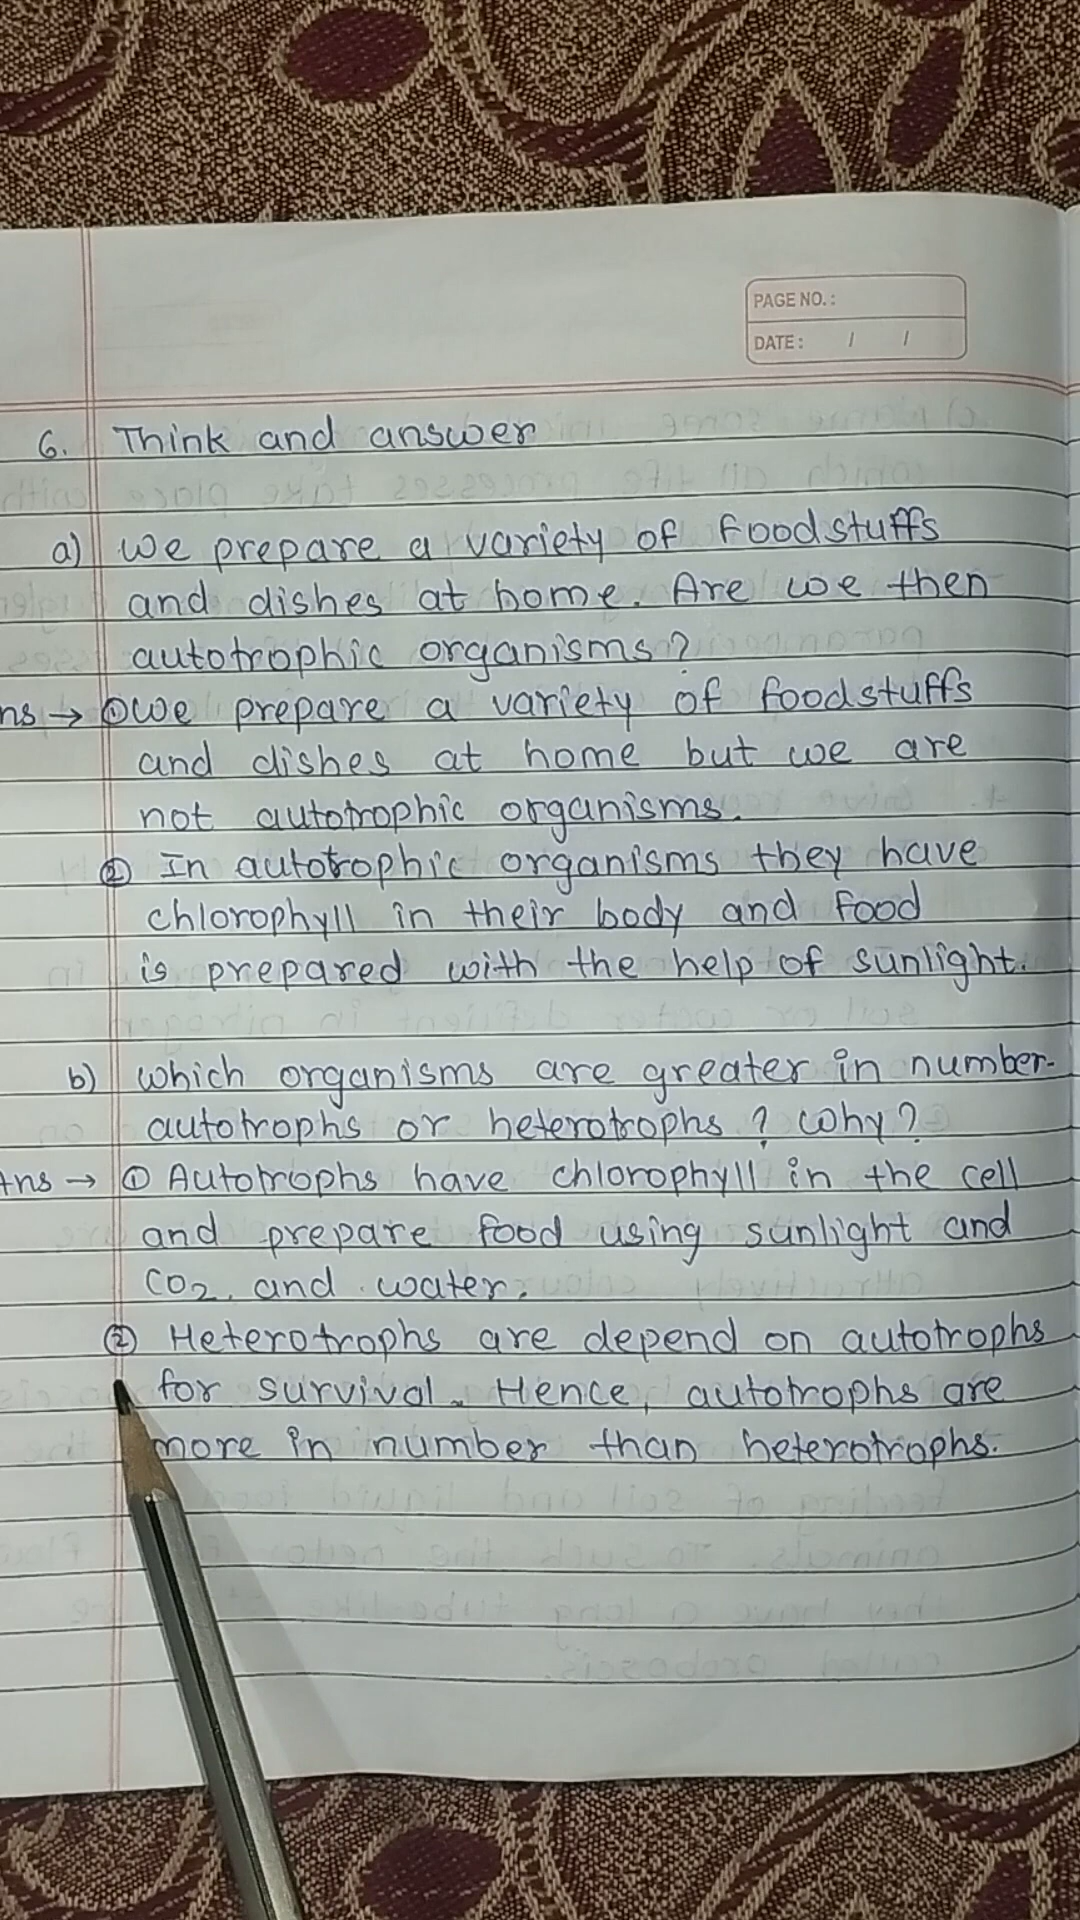 PAGE NO. :
DATE : / /
6. Think and answer
a) We prepare a variety of foodstuffs
and dishes at home. Are we then
autotrophic organisms?
ns → ① We prepare a variety of foodstuffs
and dishes at home but we are
not autotrophic organisms.
② In autotrophic organisms they have
chlorophyll in their body and food
is prepared with the help of sunlight.
b) which organisms are greater in number-
autotrophs or heterotrophs ? Why?
Ans → ① Autotrophs have chlorophyll in the cell
and prepare food using sunlight and
CO2, and water.
② Heterotrophs are depend on autotrophs
for survival. Hence, autotrophs are
more in number than heterotrophs.